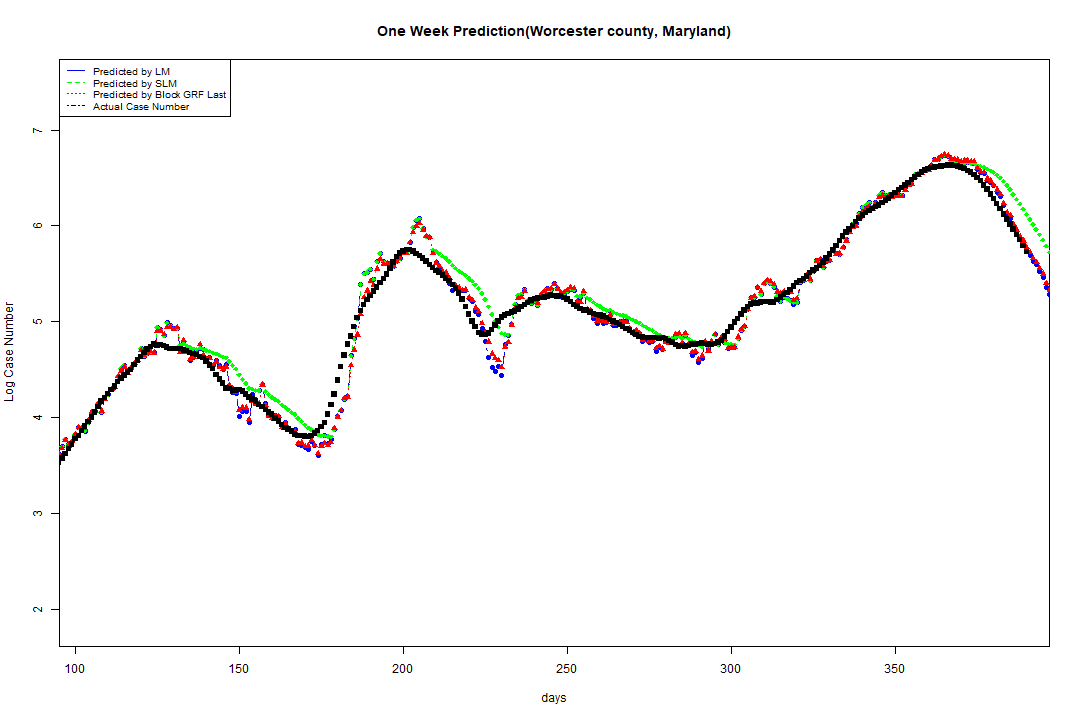 One Week Prediction(Worcester county, Maryland)
Predicted by LM
Predicted by SLM
Predicted by Block GRF Last
Actual Case Number
7
6
5
4
3
2
Log Case Number
100 150 200 250 300 350
days